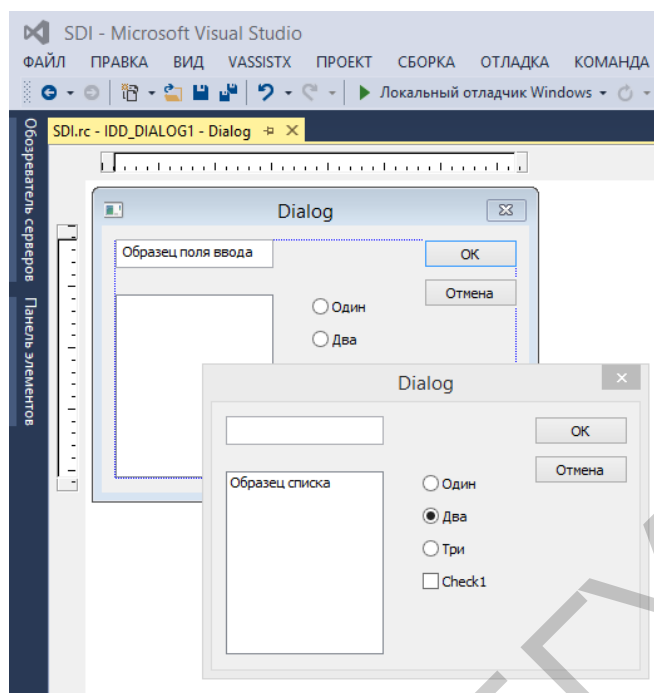 SDI - Microsoft Visual Studio
ФАЙЛ ПРАВКА ВИД VASSISTX ПРОЕКТ СБОРКА ОТЛАДКА КОМАНДА
Локальный отладчик Windows
Обозреватель серверов
Панель элементов
SDI.rc - IDD_DIALOG1 - Dialog
Dialog
Образец поля ввода
ОК
Отмена
Один
Два
Dialog
ОК
Отмена
Образец списка
Один
Два
Три
Check1